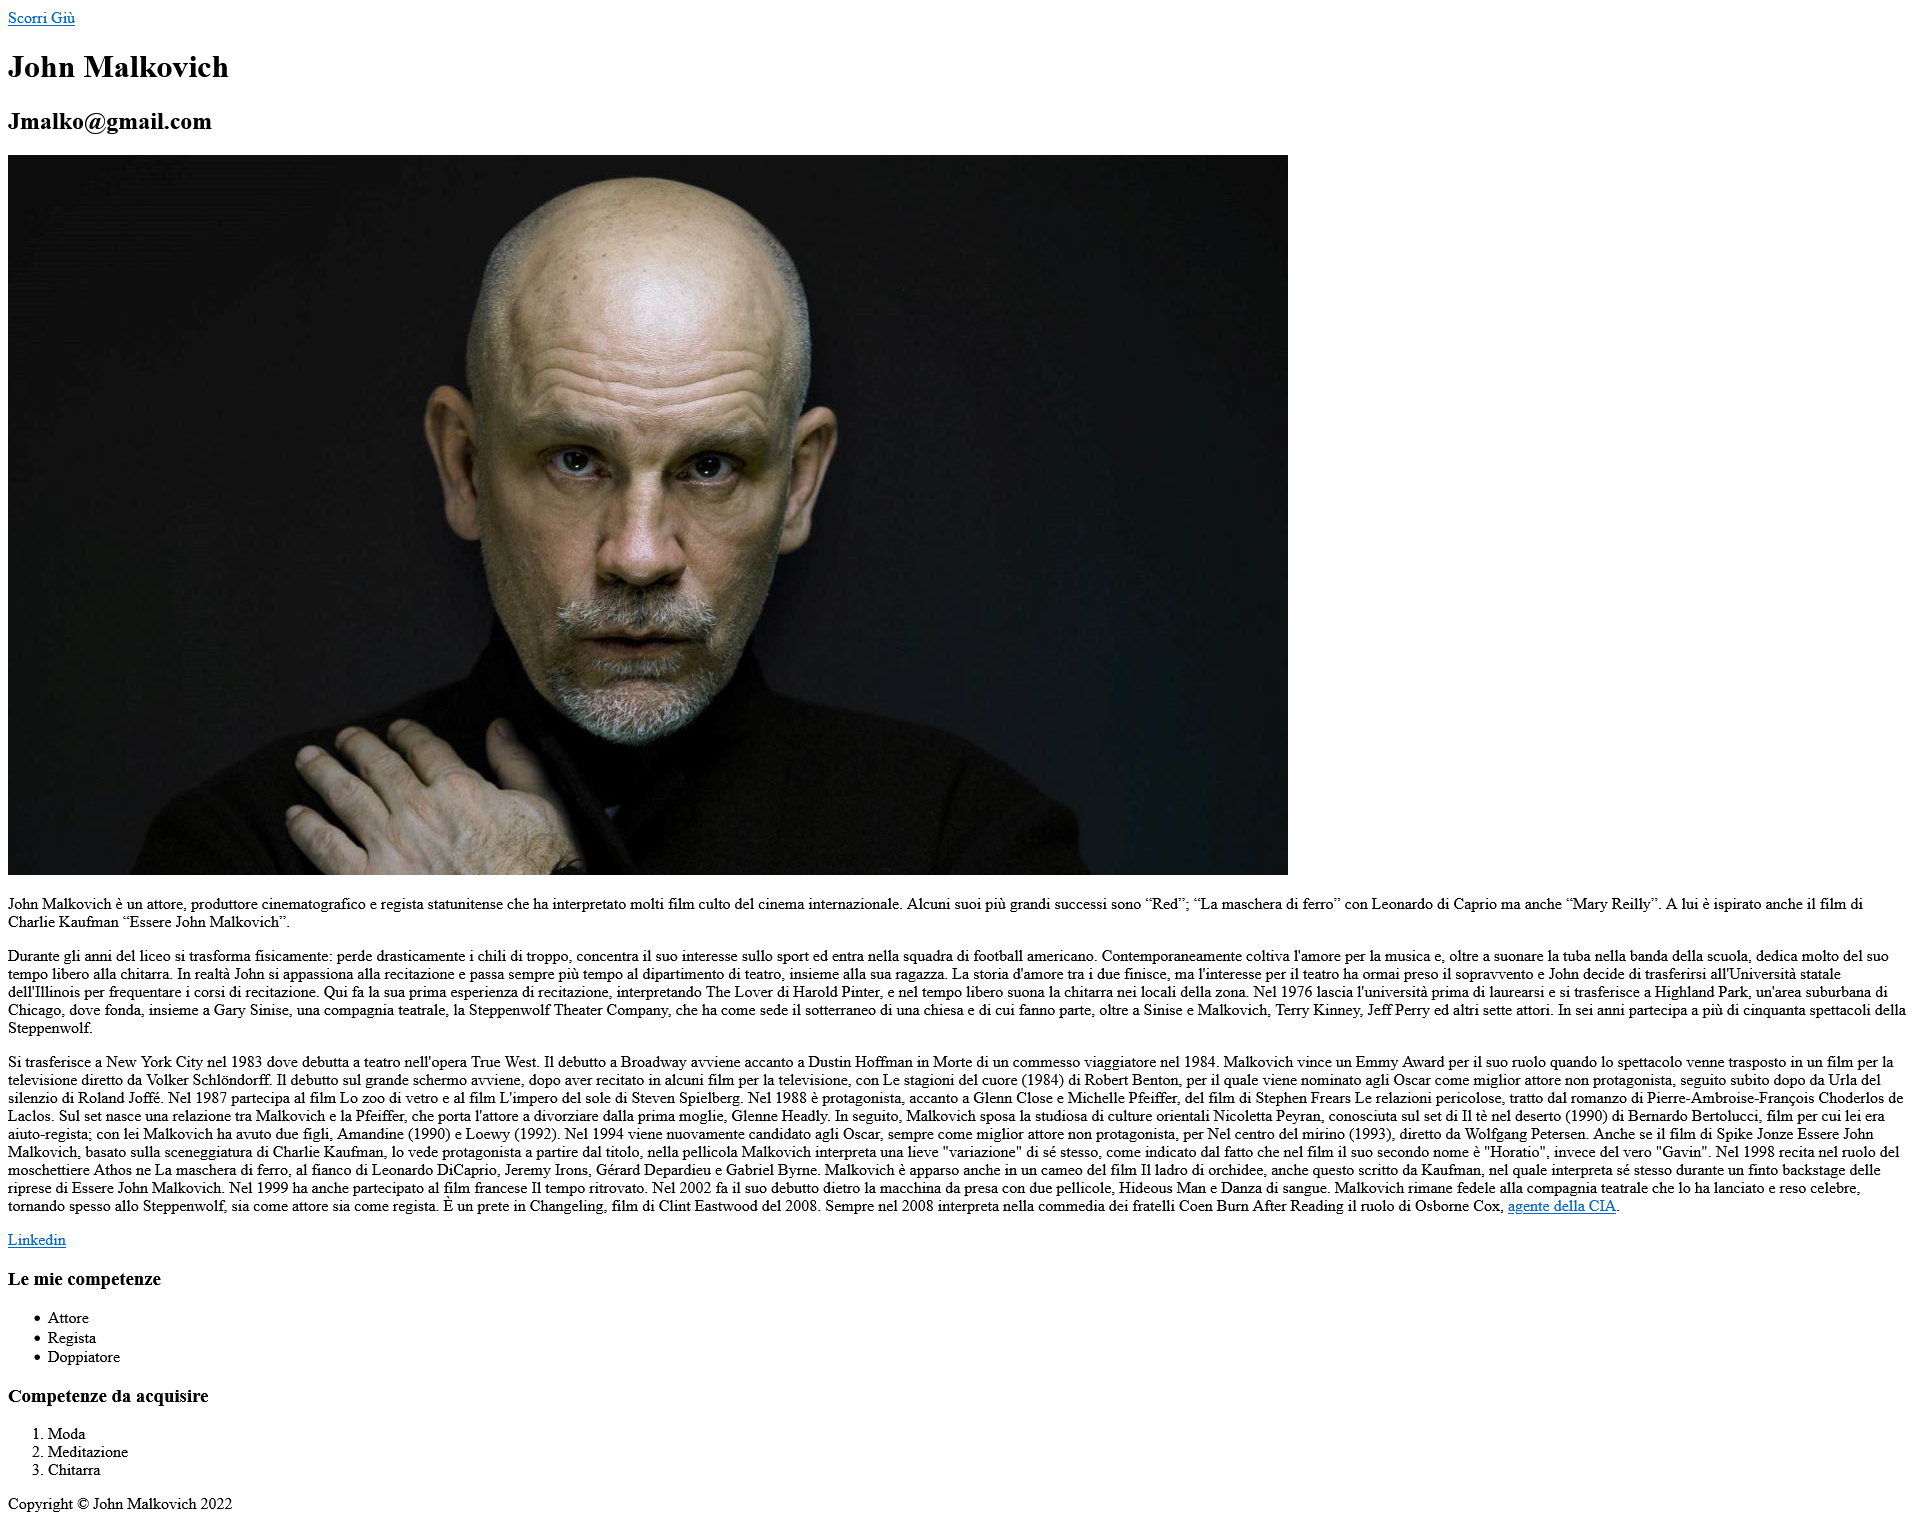 Scorri Giù
John Malkovich
Jmalko@gmail.com
John Malkovich è un attore, produttore cinematografico e regista statunitense che ha interpretato molti film culto del cinema internazionale. Alcuni suoi più grandi successi sono “Red”; “La maschera di ferro” con Leonardo di Caprio ma anche “Mary Reilly”. A lui è ispirato anche il film di
Charlie Kaufman “Essere John Malkovich”.
Durante gli anni del liceo si trasforma fisicamente: perde drasticamente i chili di troppo, concentra il suo interesse sullo sport ed entra nella squadra di football americano. Contemporaneamente coltiva l'amore per la musica e, oltre a suonare la tuba nella banda della scuola, dedica molto del suo
tempo libero alla chitarra. In realtà John si appassiona alla recitazione e passa sempre più tempo al dipartimento di teatro, insieme alla sua ragazza. La storia d'amore tra i due finisce, ma l'interesse per il teatro ha ormai preso il sopravvento e John decide di trasferirsi all'Università statale
dell'Illinois per frequentare i corsi di recitazione. Qui fa la sua prima esperienza di recitazione, interpretando The Lover di Harold Pinter, e nel tempo libero suona la chitarra nei locali della zona. Nel 1976 lascia l'università prima di laurearsi e si trasferisce a Highland Park, un'area suburbana di
Chicago, dove fonda, insieme a Gary Sinise, una compagnia teatrale, la Steppenwolf Theater Company, che ha come sede il sotterraneo di una chiesa e di cui fanno parte, oltre a Sinise e Malkovich, Terry Kinney, Jeff Perry ed altri sette attori. In sei anni partecipa a più di cinquanta spettacoli della
Steppenwolf.
Si trasferisce a New York City nel 1983 dove debutta a teatro nell'opera True West. Il debutto a Broadway avviene accanto a Dustin Hoffman in Morte di un commesso viaggiatore nel 1984. Malkovich vince un Emmy Award per il suo ruolo quando lo spettacolo venne trasposto in un film per la
televisione diretto da Volker Schlöndorff. Il debutto sul grande schermo avviene, dopo aver recitato in alcuni film per la televisione, con Le stagioni del cuore (1984) di Robert Benton, per il quale viene nominato agli Oscar come miglior attore non protagonista, seguito subito dopo da Urla del
silenzio di Roland Joffé. Nel 1987 partecipa al film Lo zoo di vetro e al film L'impero del sole di Steven Spielberg. Nel 1988 è protagonista, accanto a Glenn Close e Michelle Pfeiffer, del film di Stephen Frears Le relazioni pericolose, tratto dal romanzo di Pierre-Ambroise-François Choderlos de
Laclos. Sul set nasce una relazione tra Malkovich e la Pfeiffer, che porta l'attore a divorziare dalla prima moglie, Glenne Headly. In seguito, Malkovich sposa la studiosa di culture orientali Nicoletta Peyran, conosciuta sul set di Il tè nel deserto (1990) di Bernardo Bertolucci, film per cui lei era
aiuto-regista; con lei Malkovich ha avuto due figli, Amandine (1990) e Loewy (1992). Nel 1994 viene nuovamente candidato agli Oscar, sempre come miglior attore non protagonista, per Nel centro del mirino (1993), diretto da Wolfgang Petersen. Anche se il film di Spike Jonze Essere John
Malkovich, basato sulla sceneggiatura di Charlie Kaufman, lo vede protagonista a partire dal titolo, nella pellicola Malkovich interpreta una lieve "variazione" di sé stesso, come indicato dal fatto che nel film il suo secondo nome è "Horatio", invece del vero "Gavin". Nel 1998 recita nel ruolo del
moschettiere Athos ne La maschera di ferro, al fianco di Leonardo DiCaprio, Jeremy Irons, Gérard Depardieu e Gabriel Byrne. Malkovich è apparso anche in un cameo del film Il ladro di orchidee, anche questo scritto da Kaufman, nel quale interpreta sé stesso durante un finto backstage delle
riprese di Essere John Malkovich. Nel 1999 ha anche partecipato al film francese Il tempo ritrovato. Nel 2002 fa il suo debutto dietro la macchina da presa con due pellicole, Hideous Man e Danza di sangue. Malkovich rimane fedele alla compagnia teatrale che lo ha lanciato e reso celebre,
tornando spesso allo Steppenwolf, sia come attore sia come regista. È un prete in Changeling, film di Clint Eastwood del 2008. Sempre nel 2008 interpreta nella commedia dei fratelli Coen Burn After Reading il ruolo di Osborne Cox, agente della CIA.
Linkedin
Le mie competenze
• Attore
• Regista
• Doppiatore
Competenze da acquisire
1. Moda
2. Meditazione
3. Chitarra
Copyright © John Malkovich 2022